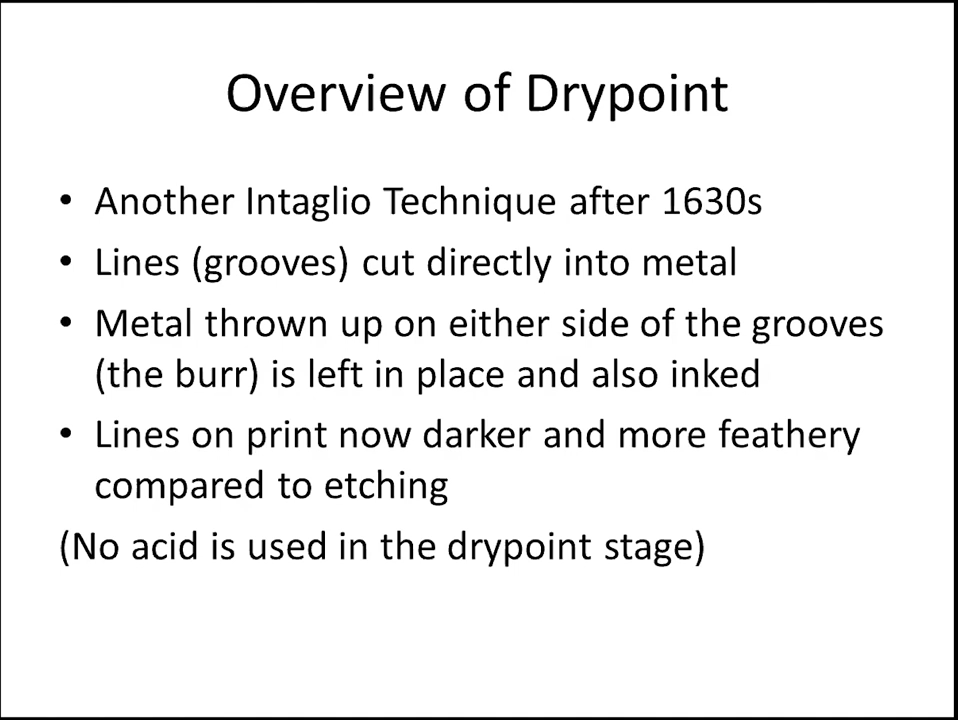 Overview of Drypoint
• Another Intaglio Technique after 1630s
• Lines (grooves) cut directly into metal
• Metal thrown up on either side of the grooves
(the burr) is left in place and also inked
• Lines on print now darker and more feathery
compared to etching
(No acid is used in the drypoint stage)